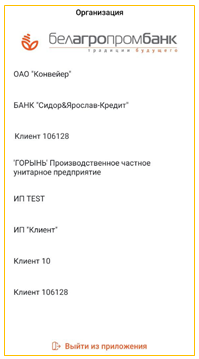 Организация
белагропромбанк
традиции будущего
ОАО "Конвейер"
БАНК "Сидор&Ярослав-Кредит"
Клиент 106128
'ГОРЫНЬ' Производственное частное
унитарное предприятие
ИП TEST
ИП "Клиент"
Клиент 10
Клиент 106128
Выйти из приложения